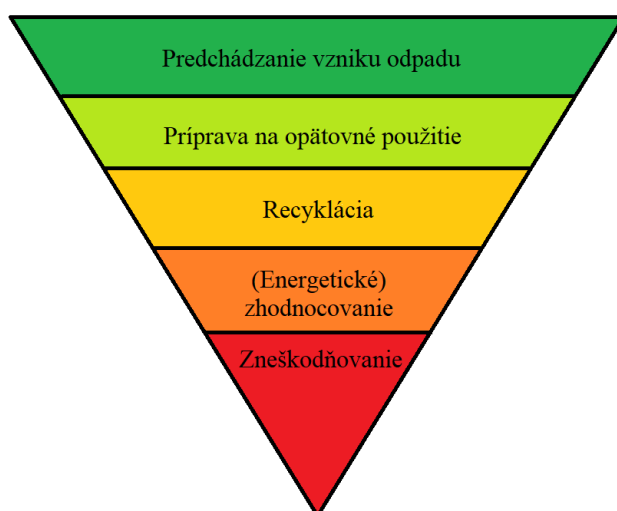 Predchádzanie vzniku odpadu
Príprava na opätovné použitie
Recyklácia
(Energetické)
zhodnocovanie
Zneškodňovanie